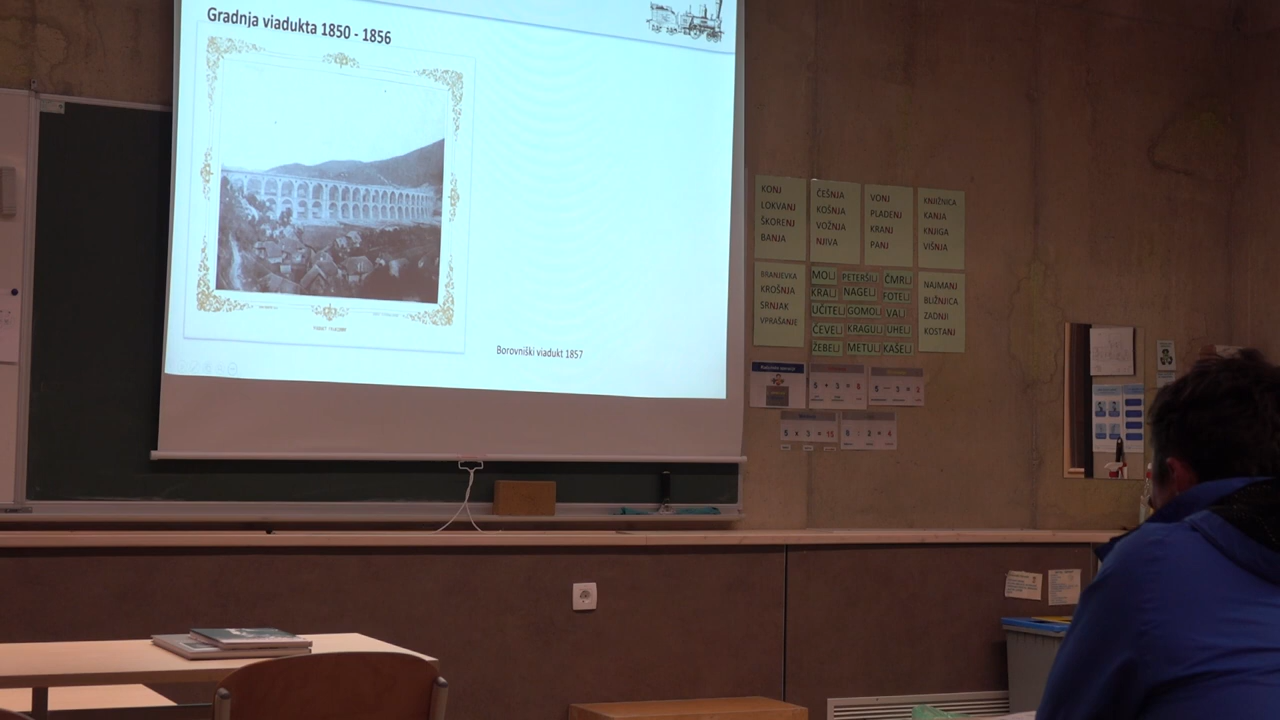 Gradnja viadukta 1850 - 1856
Borovniški viadukt 1857
KONJ
LOKVANJ
ŠKORENJ
BANJA
ČEŠNJA
KOŠNJA
VOŽNJA
NJIVA
VONJ
PLADENJ
KRANJ
PANJ
KNJIŽNICA
KANJA
KNJIGA
VIŠNJA
BRANJEVKA
KROŠNJA
SRNJAK
VPRAŠANJE
MOLJ PETERŠILJ ČMRLJ
KRALJ NAGELJ FOTELJ
UČITELJ GOMOLJ VALJ
ČEVELJ KRAGULJ UHELJ
ŽEBELJ METULJ KAŠELJ
NAJMANJ
BLIŽNJICA
ZADNJI
KOSTANJ